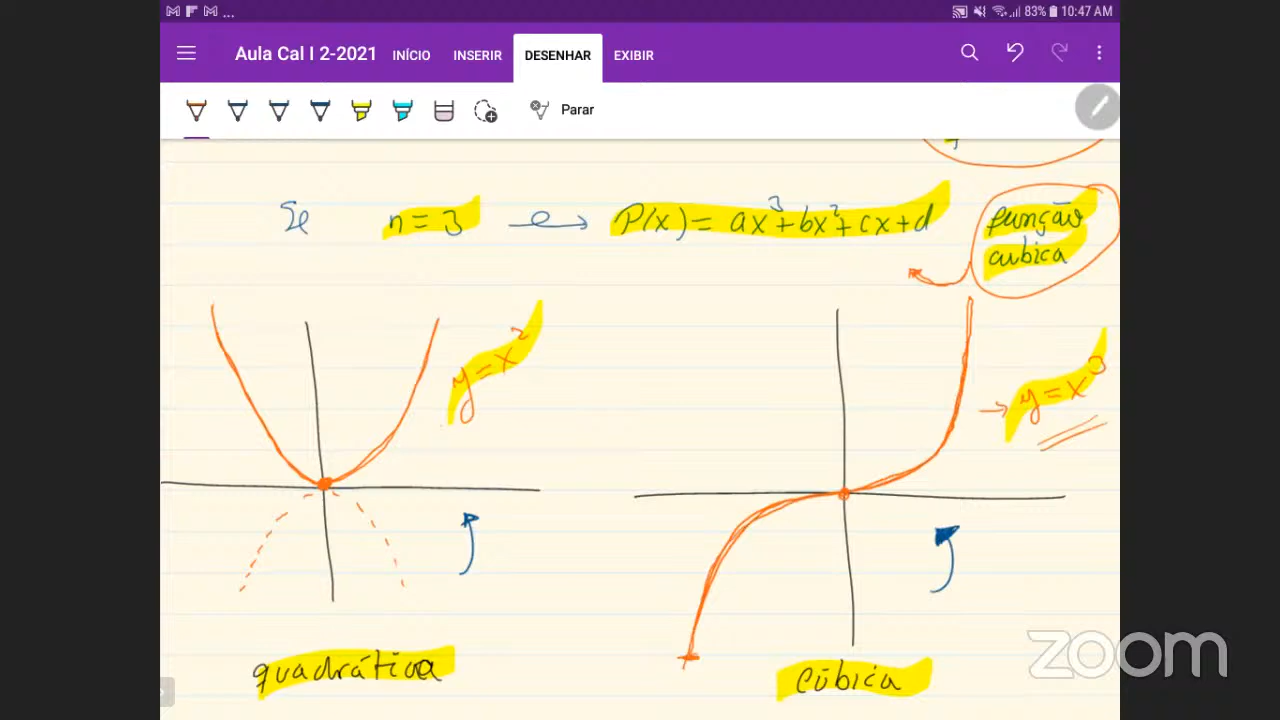 83% 10:47 AM
Aula Cal I 2-2021 INÍCIO INSERIR DESENHAR EXIBIR
Parar
Se n = 3 → P(x) = ax³+bx²+cx+d
função
cúbica
y = x²
→ y = x³
quadrática
cúbica
zoom